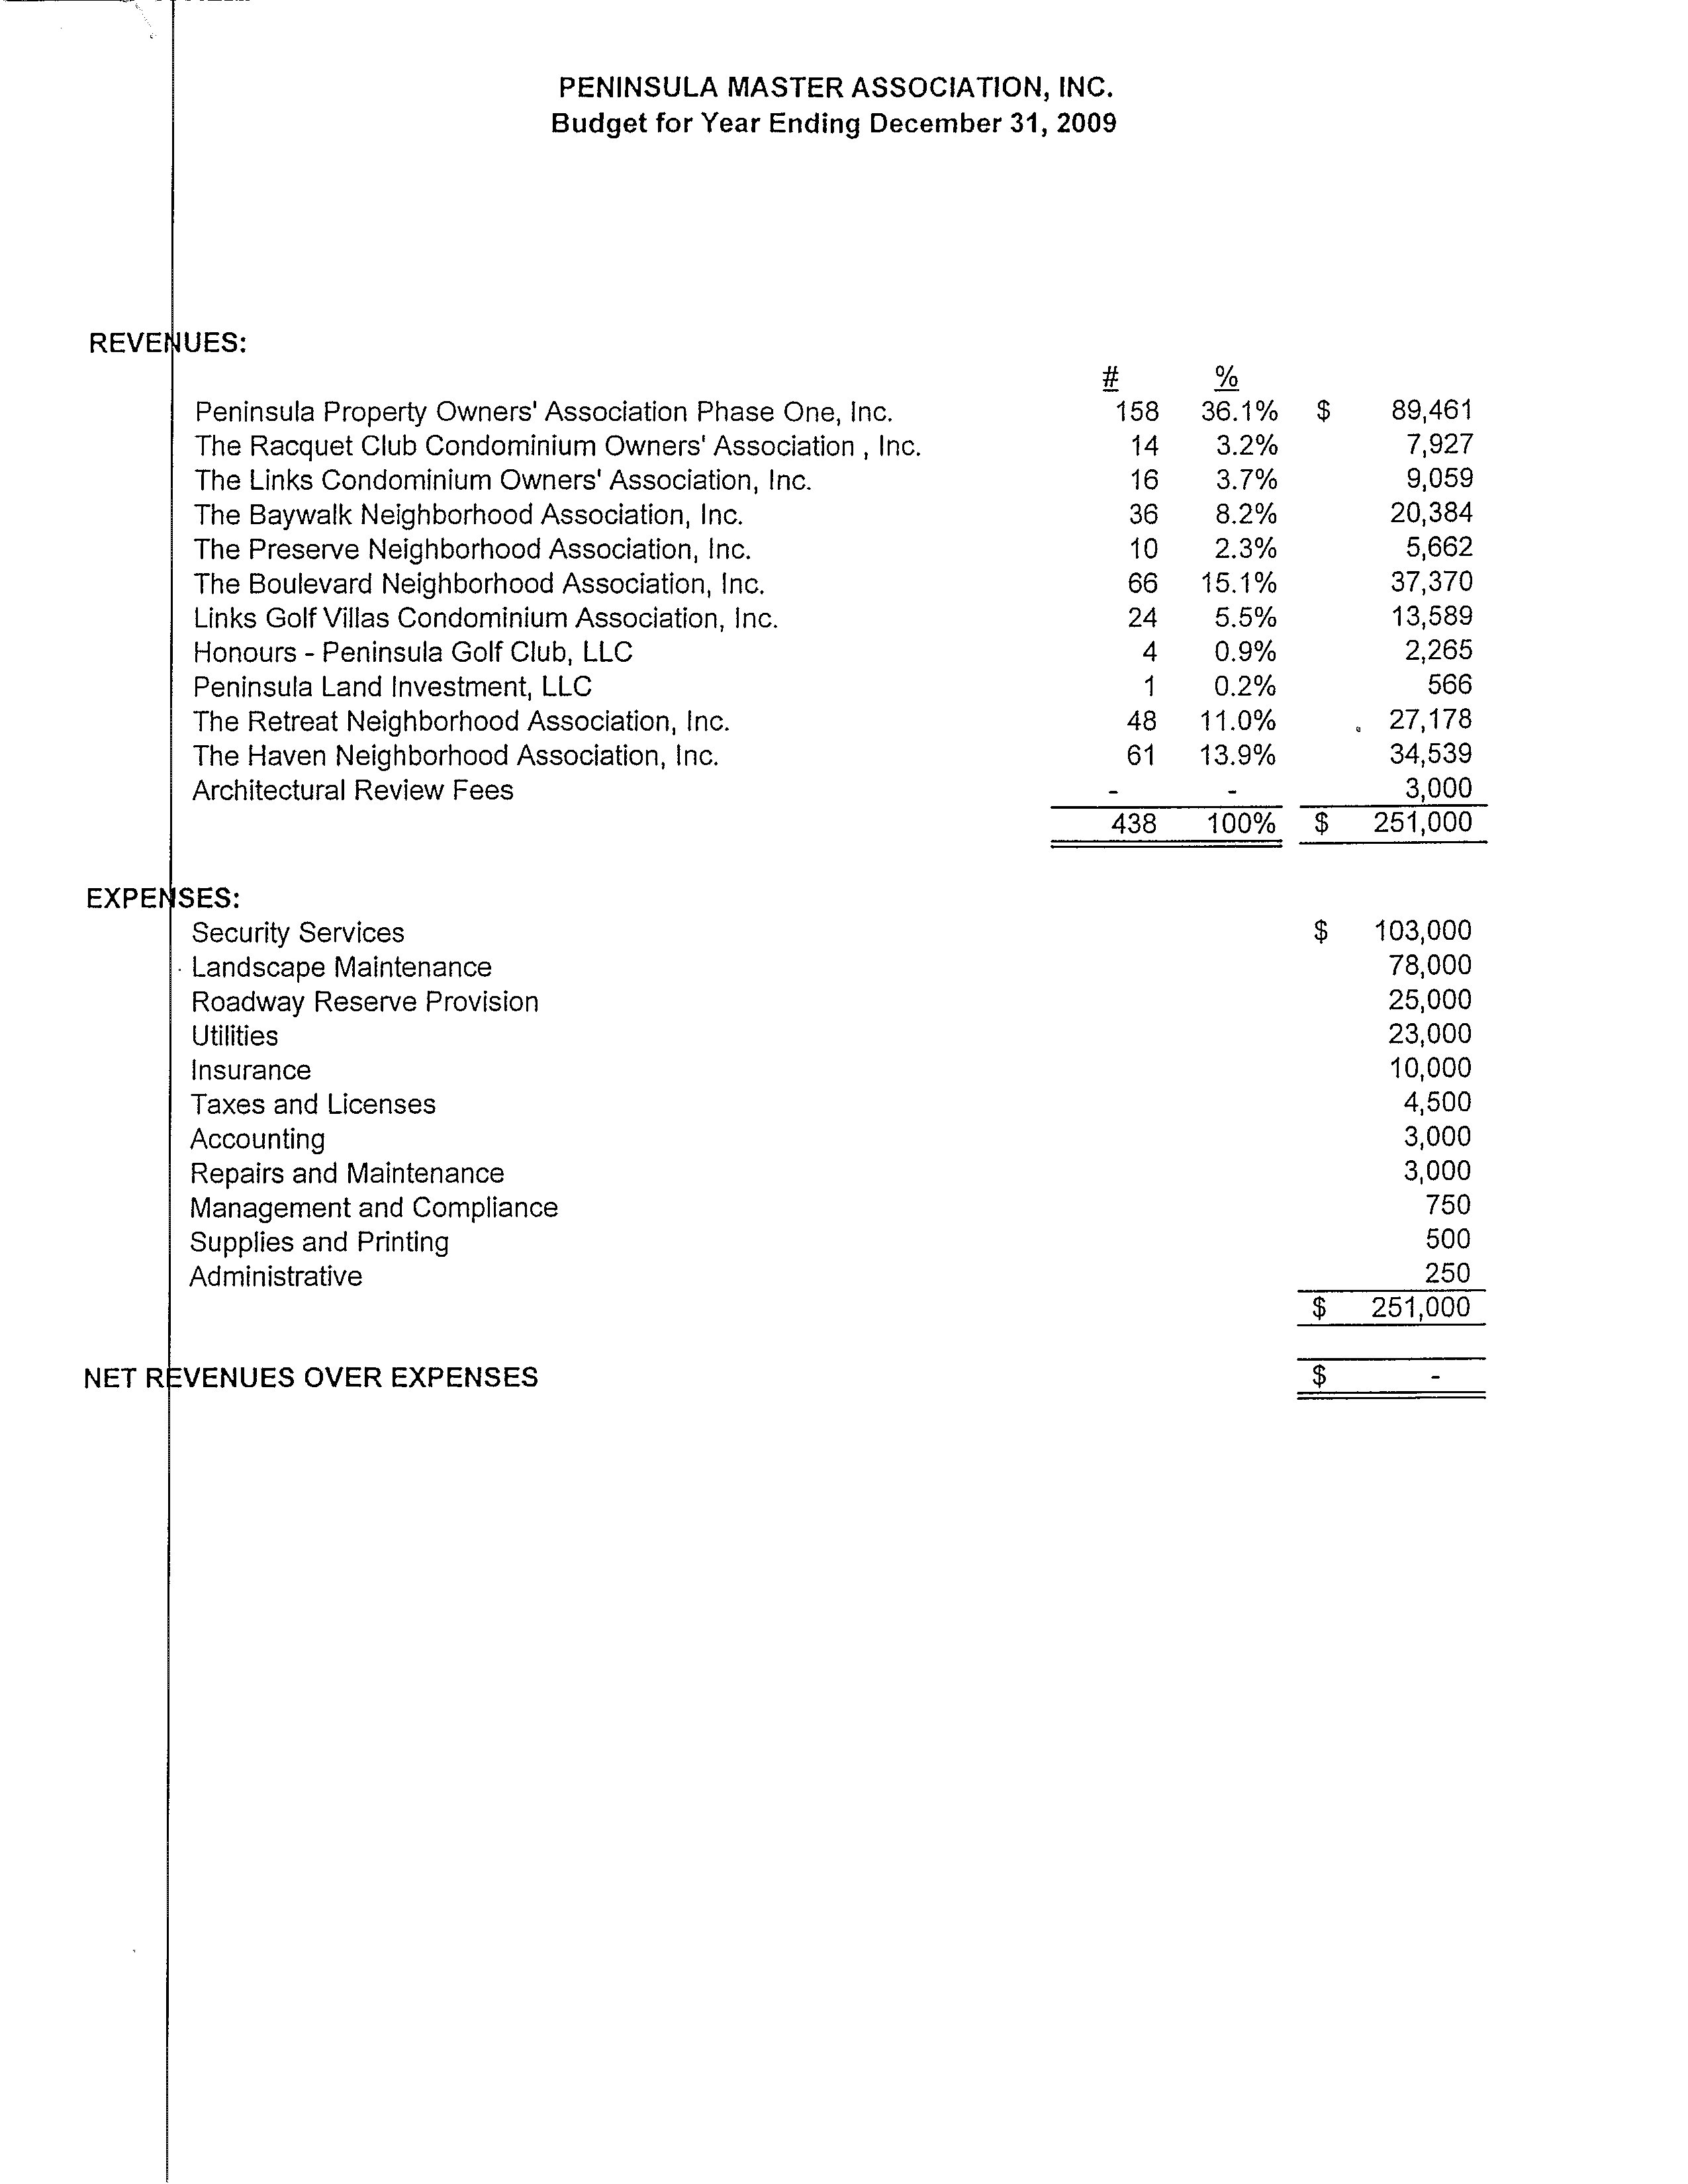 PENINSULA MASTER ASSOCIATION, INC.
Budget for Year Ending December 31, 2009
REVENUES:
# %
Peninsula Property Owners' Association Phase One, Inc. 158 36.1% $ 89,461
The Racquet Club Condominium Owners' Association , Inc. 14 3.2% 7,927
The Links Condominium Owners' Association, Inc. 16 3.7% 9,059
The Baywalk Neighborhood Association, Inc. 36 8.2% 20,384
The Preserve Neighborhood Association, Inc. 10 2.3% 5,662
The Boulevard Neighborhood Association, Inc. 66 15.1% 37,370
Links Golf Villas Condominium Association, Inc. 24 5.5% 13,589
Honours - Peninsula Golf Club, LLC 4 0.9% 2,265
Peninsula Land Investment, LLC 1 0.2% 566
The Retreat Neighborhood Association, Inc. 48 11.0% 27,178
The Haven Neighborhood Association, Inc. 61 13.9% 34,539
Architectural Review Fees - - 3,000
438 100% $ 251,000
EXPENSES:
Security Services $ 103,000
Landscape Maintenance 78,000
Roadway Reserve Provision 25,000
Utilities 23,000
Insurance 10,000
Taxes and Licenses 4,500
Accounting 3,000
Repairs and Maintenance 3,000
Management and Compliance 750
Supplies and Printing 500
Administrative 250
$ 251,000
NET REVENUES OVER EXPENSES $ -